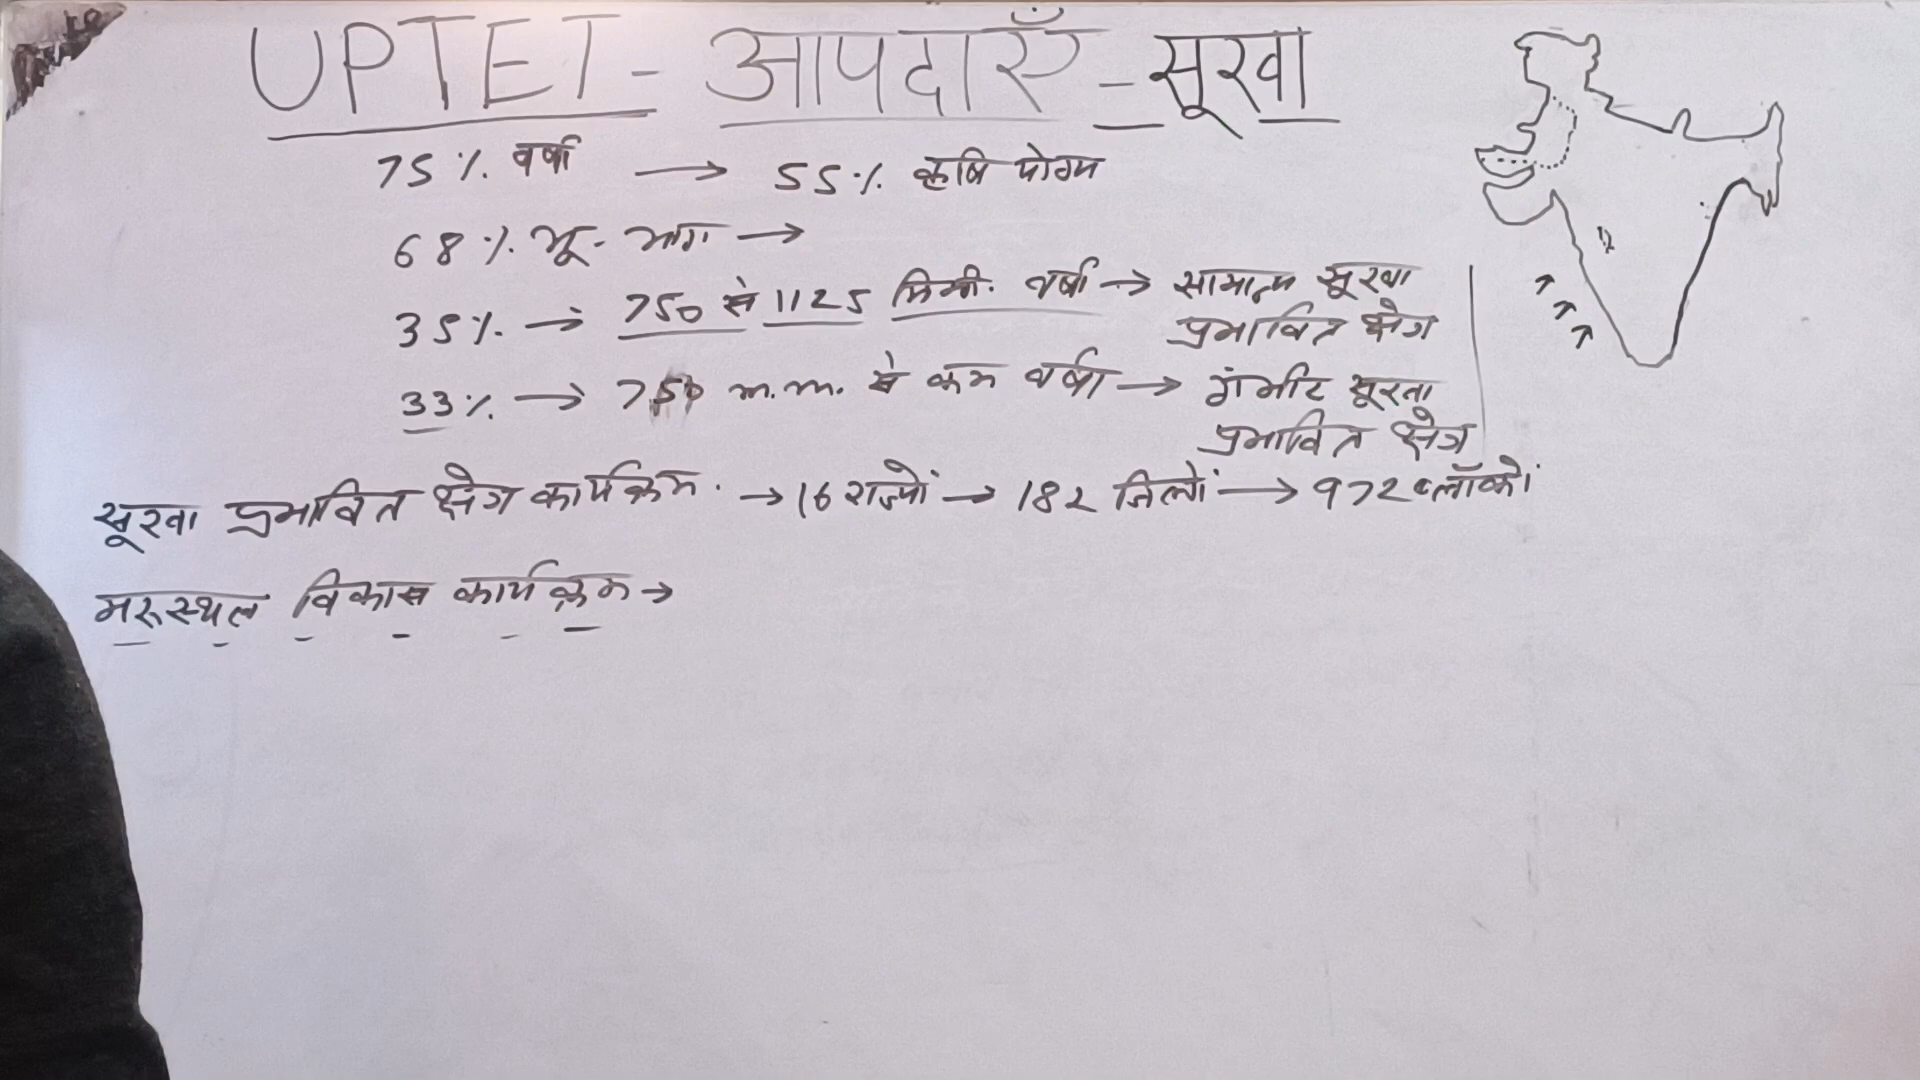 UPTET - आपदाएँ - सूखा
75 % वर्षा → 55 % कृषि योग्य
68 % भू- भाग →
35% → 750 से 1125 मिमी. वर्षा → सामान्य सूखा
प्रभावित क्षेत्र
33% → 750 m.m. से कम वर्षा → गंभीर सूखा
प्रभावित क्षेत्र
सूखा प्रभावित क्षेत्र कार्यक्रम. → 16 राज्यों → 182 जिलों → 972 ब्लॉकों
मरुस्थल विकास कार्यक्रम →